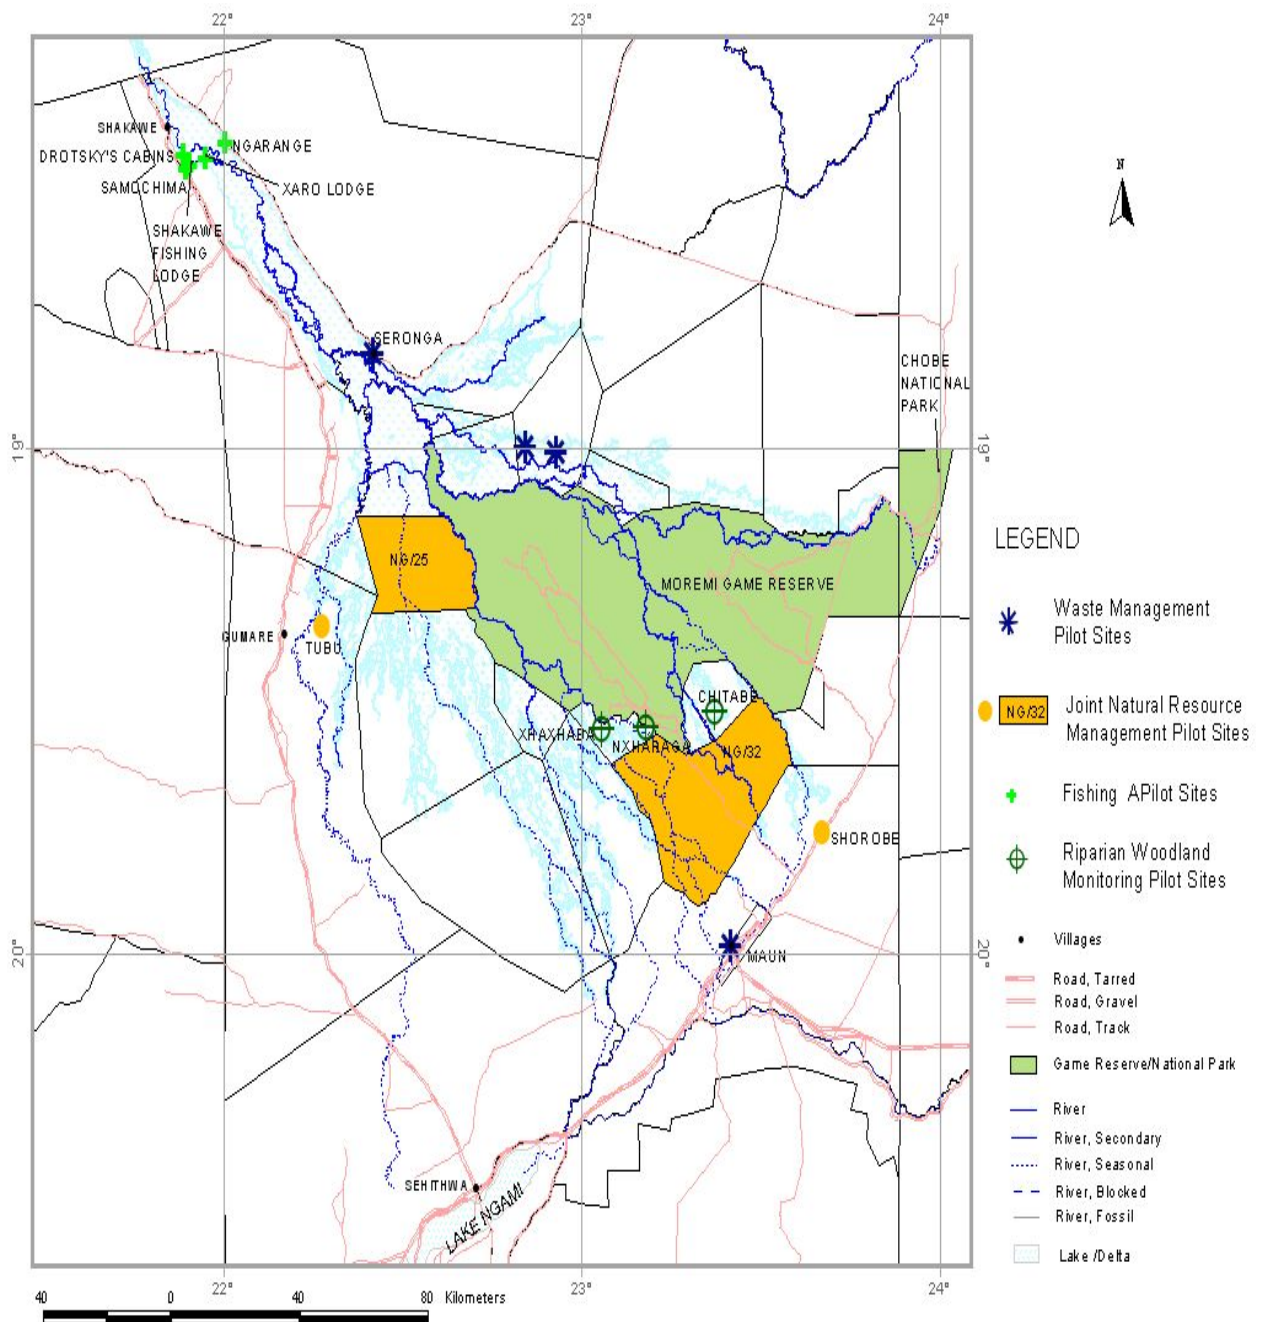 22°
23°
24°
SHAKAWE
NGARANGE
DROTSKY'S CABINS
SAMOCHIMA
XARO LODGE
SHAKAWE
FISHING
LODGE
N
SERONGA
CHOBE
NATIONAL
PARK
19°
19°
NG/25
MOREMI GAME RESERVE
GUMARE
TUBU
CHITABE
XHAXHABA
NXHARAGA
NG/32
SHOROBE
MAUN
20°
20°
SEHITHWA
LAKE NGAMI
22°
23°
24°
40 0 40 80 Kilometers
LEGEND
Waste Management
Pilot Sites
NG/32
Joint Natural Resource
Management Pilot Sites
Fishing APilot Sites
Riparian Woodland
Monitoring Pilot Sites
Villages
Road, Tarred
Road, Gravel
Road, Track
Game Reserve/National Park
River
River, Secondary
River, Seasonal
River, Blocked
River, Fossil
Lake /Delta